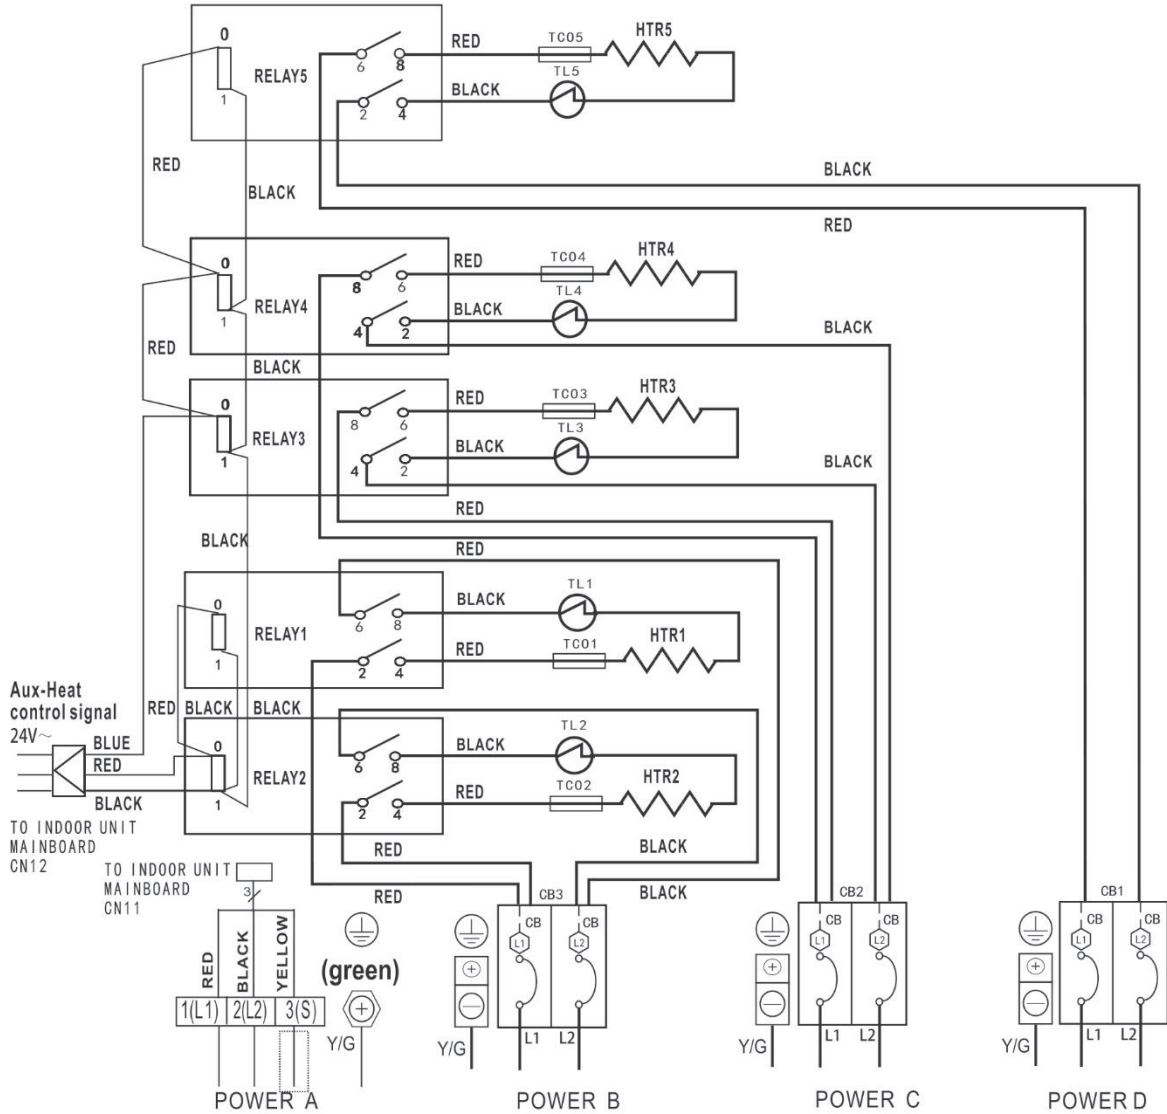 0
RELAY5
1
6
8
2
4
RED
TCO5
HTR5
TL5
BLACK
RED
BLACK
BLACK
RED
0
RELAY4
1
8
6
4
2
RED
TCO4
HTR4
TL4
BLACK
BLACK
RED
BLACK
0
RELAY3
1
8
6
4
2
RED
TCO3
HTR3
TL3
BLACK
BLACK
RED
BLACK
RED
0
RELAY1
1
6
8
2
4
BLACK
TL1
RED
TCO1
HTR1
Aux-Heat
control signal
24V～
RED
BLACK
BLACK
BLUE
RED
BLACK
0
RELAY2
1
6
8
2
4
BLACK
TL2
RED
TCO2
HTR2
TO INDOOR UNIT
MAINBOARD
CN12
RED
BLACK
RED
BLACK
TO INDOOR UNIT
MAINBOARD
CN11
3
RED
BLACK
YELLOW
1(L1)
2(L2)
3(S)
(green)
Y/G
POWER A
CB3
CB
CB
L1
L2
L1
L2
Y/G
POWER B
CB2
CB
CB
L1
L2
L1
L2
Y/G
POWER C
CB1
CB
CB
L1
L2
L1
L2
Y/G
POWER D